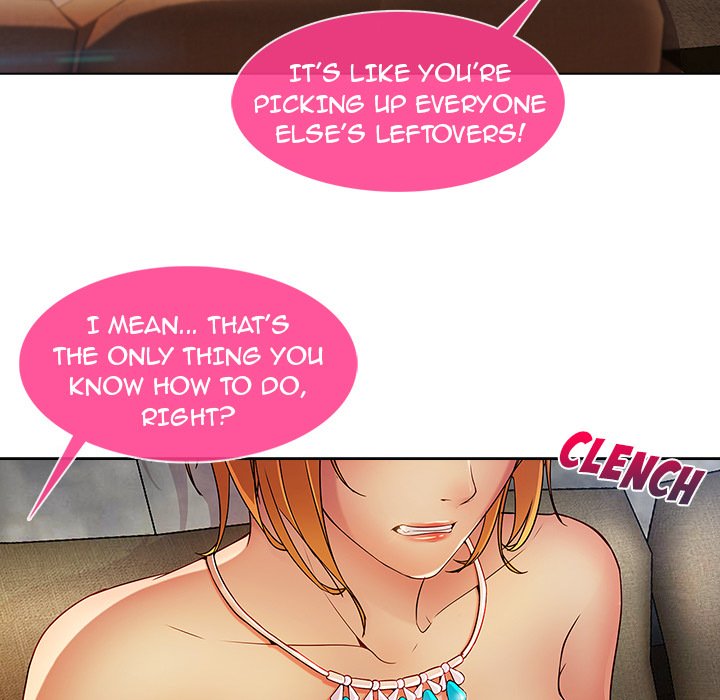 IT'S LIKE YOU'RE
PICKING UP EVERYONE
ELSE'S LEFTOVERS!
I MEAN... THAT'S
THE ONLY THING YOU
KNOW HOW TO DO,
RIGHT?
CLENCH